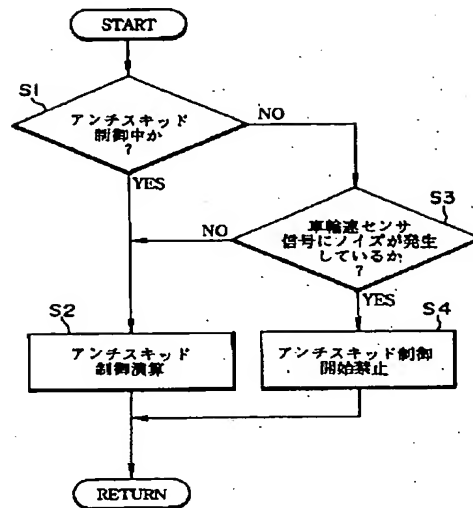 START
S1
アンチスキッド
制御中か
?
NO
YES
S3
車輪速センサ
信号にノイズが発生
しているか
?
NO
YES
S2
アンチスキッド
制御演算
S4
アンチスキッド制御
開始禁止
RETURN